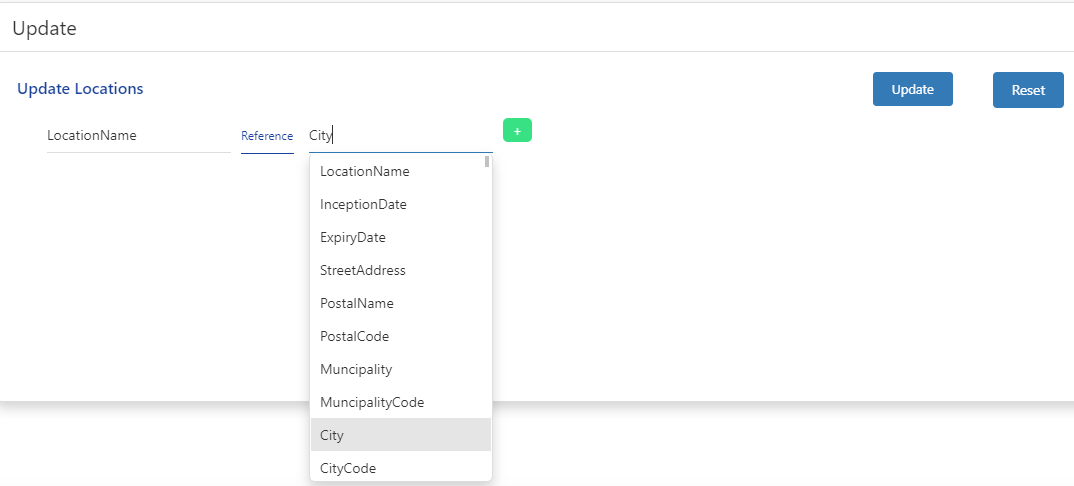 Update
Update Locations
Update
Reset
LocationName
Reference
City
+
LocationName
InceptionDate
ExpiryDate
StreetAddress
PostalName
PostalCode
Muncipality
MuncipalityCode
City
CityCode